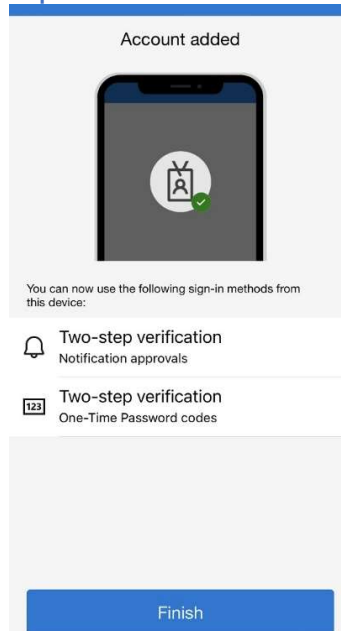 Account added
You can now use the following sign-in methods from
this device:
Two-step verification
Notification approvals
123
Two-step verification
One-Time Password codes
Finish